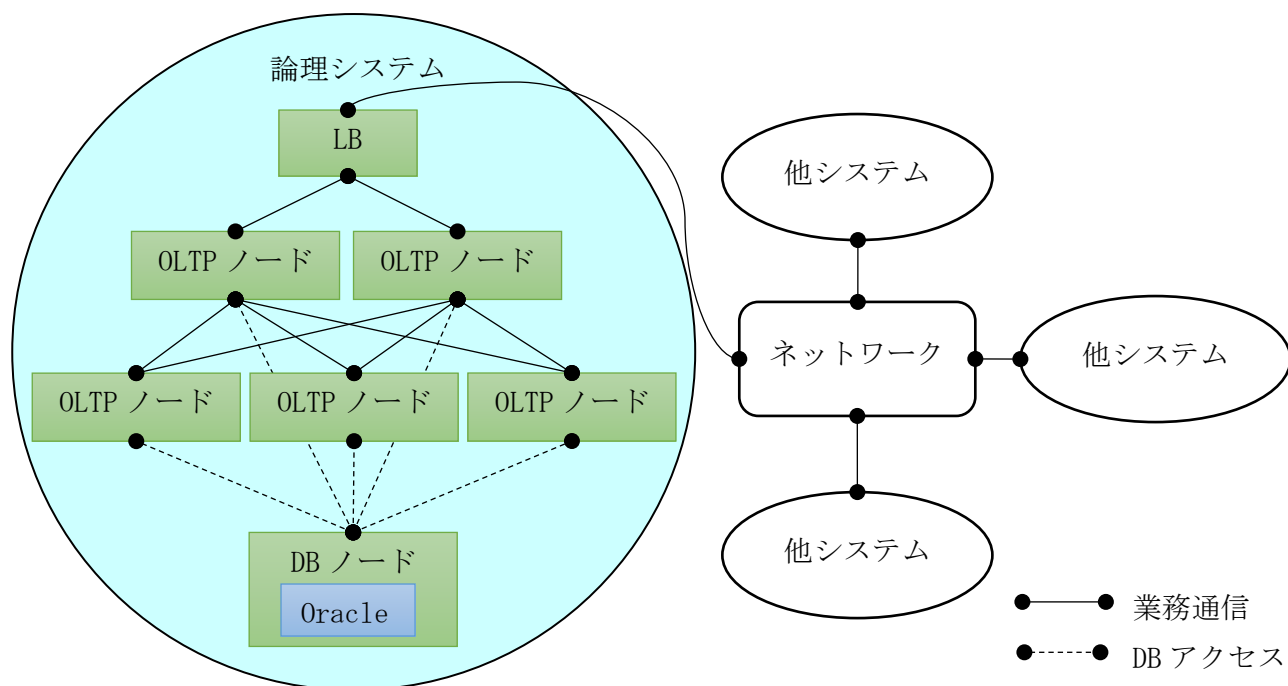 論理システム
LB
OLTP ノード
OLTP ノード
OLTP ノード
OLTP ノード
OLTP ノード
DB ノード
Oracle
他システム
ネットワーク
他システム
他システム
業務通信
DB アクセス